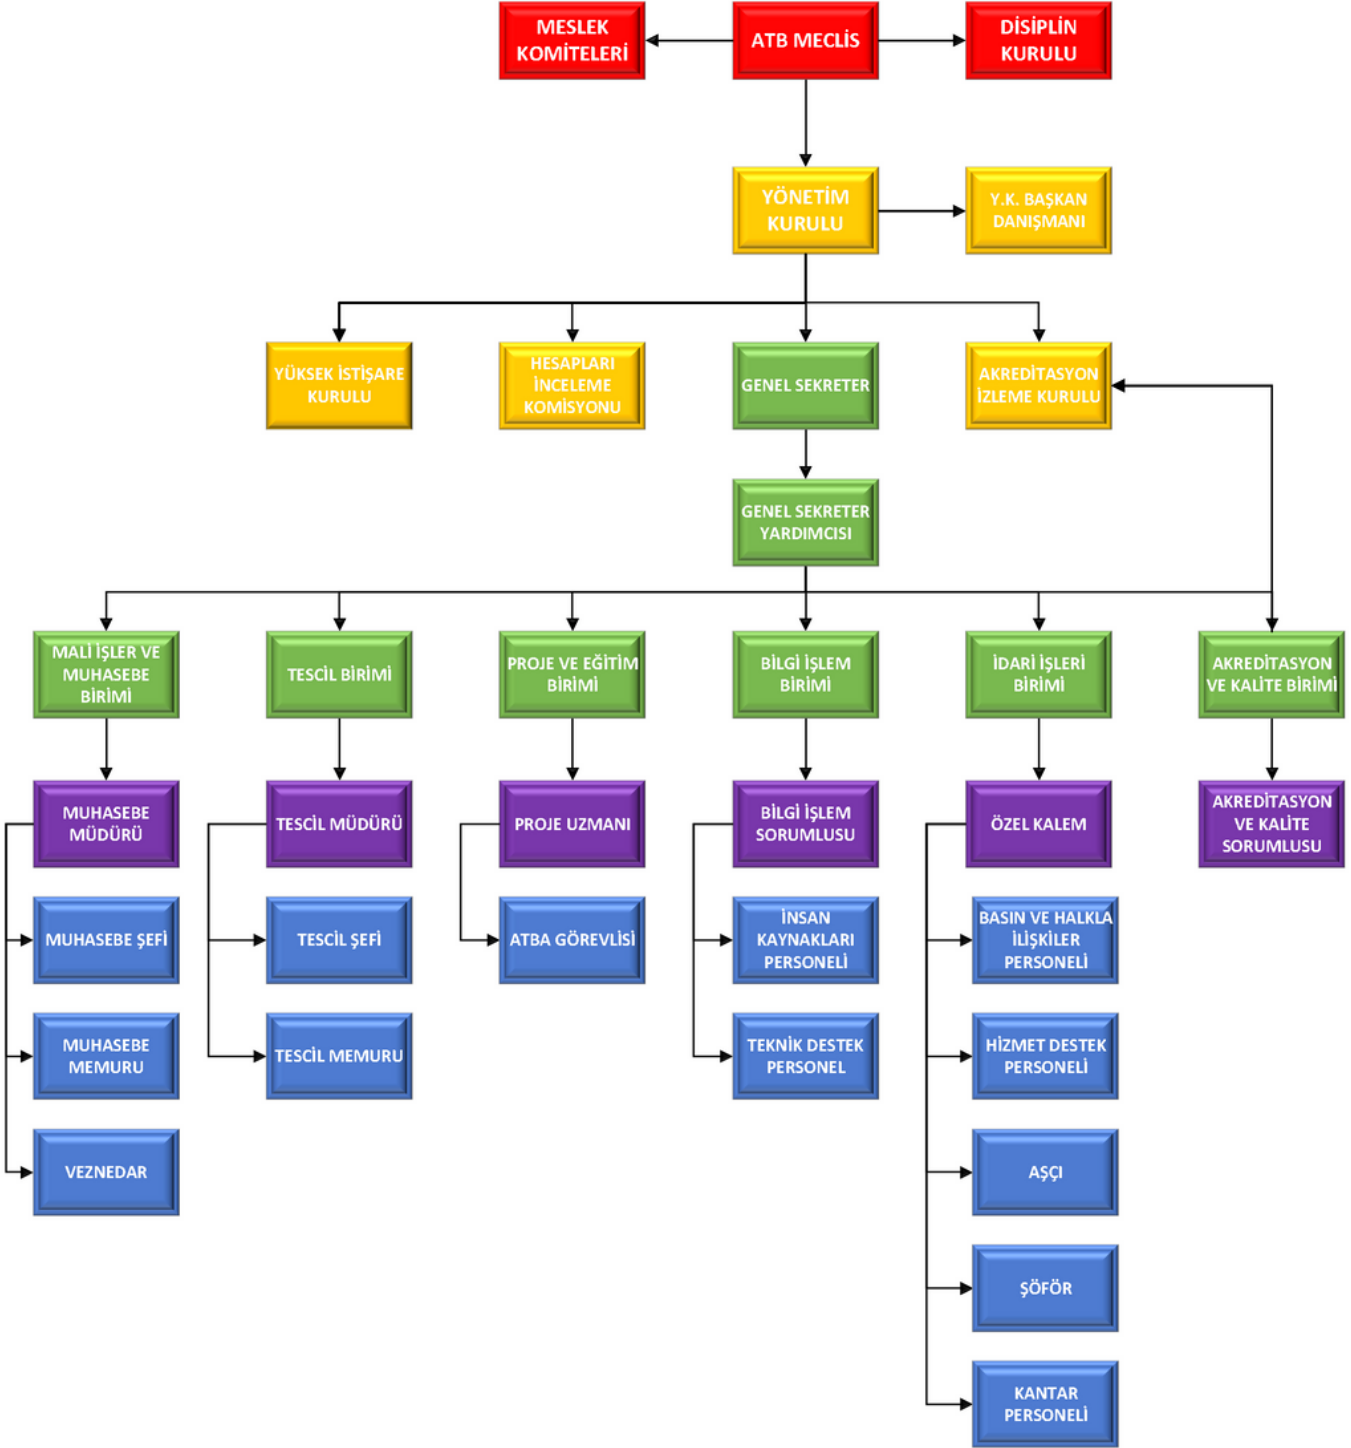 MESLEK
KOMİTELERİ
ATB MECLİS
DİSİPLİN
KURULU
YÖNETİM
KURULU
Y.K. BAŞKAN
DANIŞMANI
YÜKSEK İSTİŞARE
KURULU
HESAPLARI
İNCELEME
KOMİSYONU
GENEL SEKRETER
AKREDİTASYON
İZLEME KURULU
GENEL SEKRETER
YARDIMCISI
MALİ İŞLER VE
MUHASEBE
BİRİMİ
TESCİL BİRİMİ
PROJE VE EĞİTİM
BİRİMİ
BİLGİ İŞLEM
BİRİMİ
İDARİ İŞLERİ
BİRİMİ
AKREDİTASYON
VE KALİTE BİRİMİ
MUHASEBE
MÜDÜRÜ
TESCİL MÜDÜRÜ
PROJE UZMANI
BİLGİ İŞLEM
SORUMLUSU
ÖZEL KALEM
AKREDİTASYON
VE KALİTE
SORUMLUSU
MUHASEBE ŞEFİ
TESCİL ŞEFİ
ATBA GÖREVLİSİ
İNSAN
KAYNAKLARI
PERSONELİ
BASIN VE HALKLA
İLİŞKİLER
PERSONELİ
MUHASEBE
MEMURU
TESCİL MEMURU
TEKNİK DESTEK
PERSONEL
HİZMET DESTEK
PERSONELİ
VEZNEDAR
AŞÇI
ŞÖFÖR
KANTAR
PERSONELİ